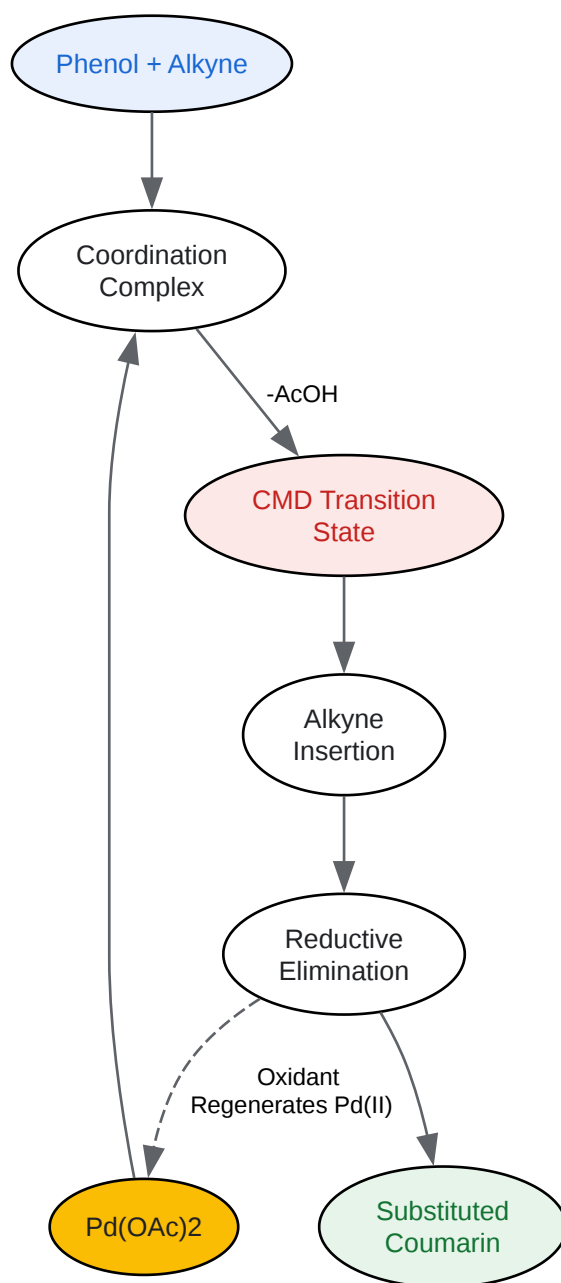 Phenol + Alkyne
Coordination
Complex
-AcOH
CMD Transition
State
Alkyne
Insertion
Reductive
Elimination
Oxidant
Regenerates Pd(II)
Pd(OAc)2
Substituted
Coumarin